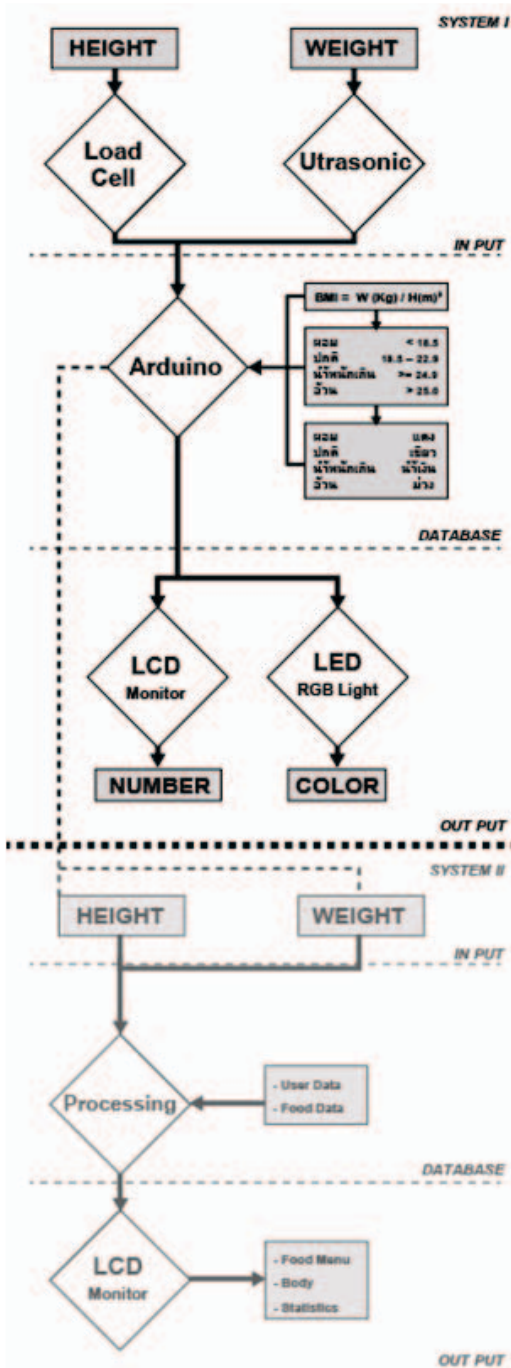 SYSTEM I
HEIGHT
WEIGHT
Load
Cell
Utrasonic
IN PUT
BMI = W (Kg) / H(m)²
Arduino
ผอม < 18.5
ปกติ 18.5 – 22.9
น้ำหนักเกิน >= 24.9
อ้วน > 25.0
ผอม แดง
ปกติ เขียว
น้ำหนักเกิน น้ำเงิน
อ้วน ม่วง
DATABASE
LCD
Monitor
LED
RGB Light
NUMBER
COLOR
OUT PUT
SYSTEM II
HEIGHT
WEIGHT
IN PUT
Processing
- User Data
- Food Data
DATABASE
LCD
Monitor
- Food Menu
- Body
- Statistics
OUT PUT